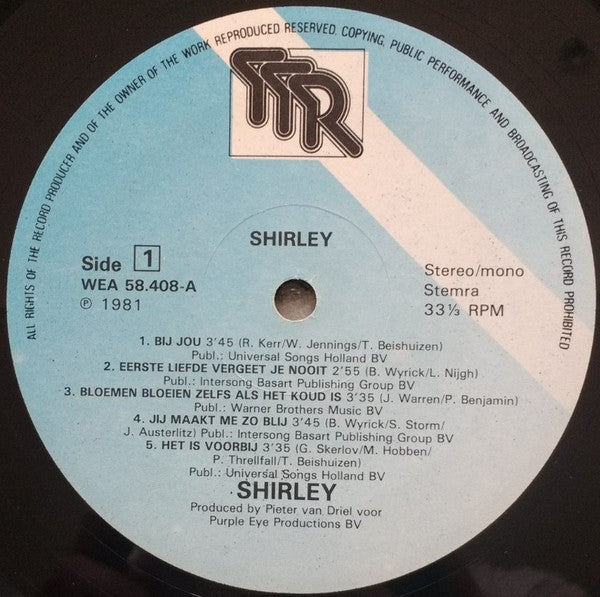 ALL RIGHTS OF THE RECORD PRODUCER AND OF THE OWNER OF THE WORK REPRODUCED RESERVED. COPYING, PUBLIC PERFORMANCE AND BROADCASTING OF THIS RECORD PROHIBITED
SHIRLEY
Side 1
WEA 58.408-A
℗ 1981
Stereo/mono
Stemra
33⅓ RPM
1. BIJ JOU 3'45 (R. Kerr/W. Jennings/T. Beishuizen)
Publ.: Universal Songs Holland BV
2. EERSTE LIEFDE VERGEET JE NOOIT 2'55 (B. Wyrick/L. Nijgh)
Publ.: Intersong Basart Publishing Group BV
3. BLOEMEN BLOEIEN ZELFS ALS HET KOUD IS 3'35 (J. Warren/P. Benjamin)
Publ.: Warner Brothers Music BV
4. JIJ MAAKT ME ZO BLIJ 3'45 (B. Wyrick/S. Storm/
J. Austerlitz) Publ.: Intersong Basart Publishing Group BV
5. HET IS VOORBIJ 3'35 (G. Skerlov/M. Hobben/
P. Threllfall/T. Beishuizen)
Publ.: Universal Songs Holland BV
SHIRLEY
Produced by Pieter van Driel voor
Purple Eye Productions BV